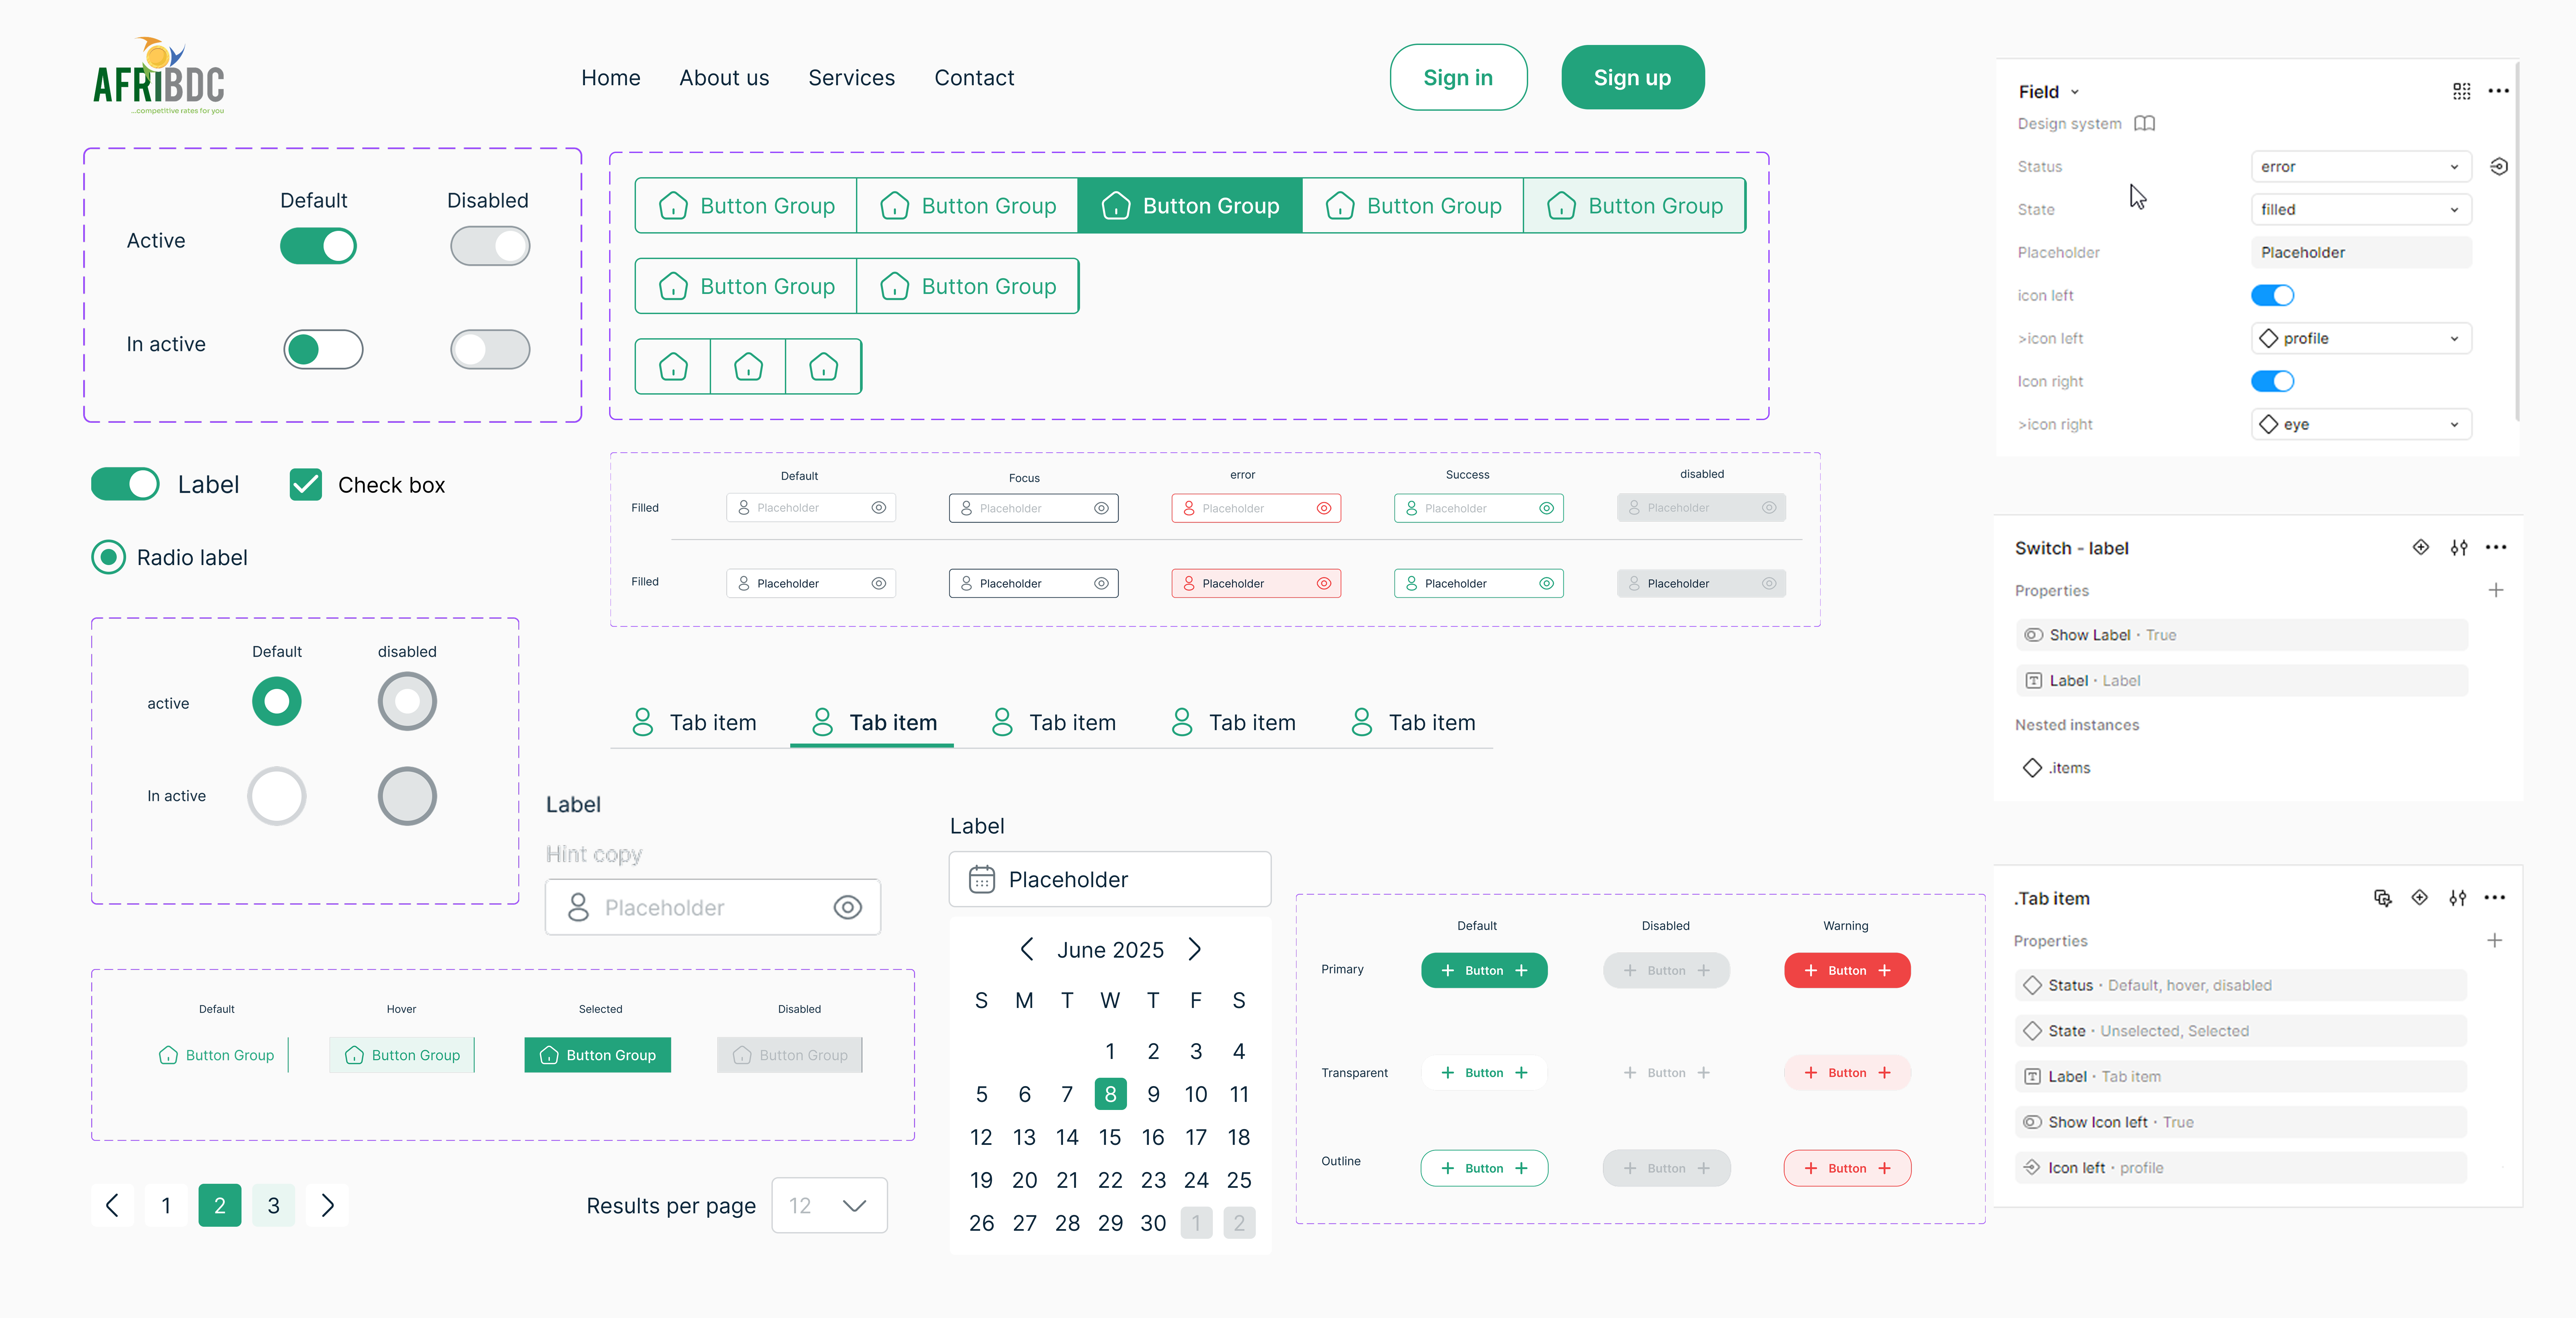 AFRIBDC
...competitive rates for you
Home About us Services Contact
Sign in Sign up
Default Disabled
Active
In active
Button Group Button Group Button Group Button Group Button Group
Button Group Button Group
Label Check box
Radio label
Default Focus error Success disabled
Filled Placeholder Placeholder Placeholder Placeholder Placeholder
Filled Placeholder Placeholder Placeholder Placeholder Placeholder
Default disabled
active
In active
Tab item Tab item Tab item Tab item Tab item
Label
Hint copy
Placeholder
Label
Placeholder
June 2025
S M T W T F S
1 2 3 4
5 6 7 8 9 10 11
12 13 14 15 16 17 18
19 20 21 22 23 24 25
26 27 28 29 30 1 2
Default Hover Selected Disabled
Button Group Button Group Button Group Button Group
1 2 3
Results per page 12
Default Disabled Warning
Primary Button Button Button
Transparent Button Button Button
Outline Button Button Button
Field
Design system
Status error
State filled
Placeholder Placeholder
icon left
>icon left profile
Icon right
>icon right eye
Switch - label
Properties
Show Label · True
Label · Label
Nested instances
.items
.Tab item
Properties
Status · Default, hover, disabled
State · Unselected, Selected
Label · Tab item
Show Icon left · True
Icon left · profile